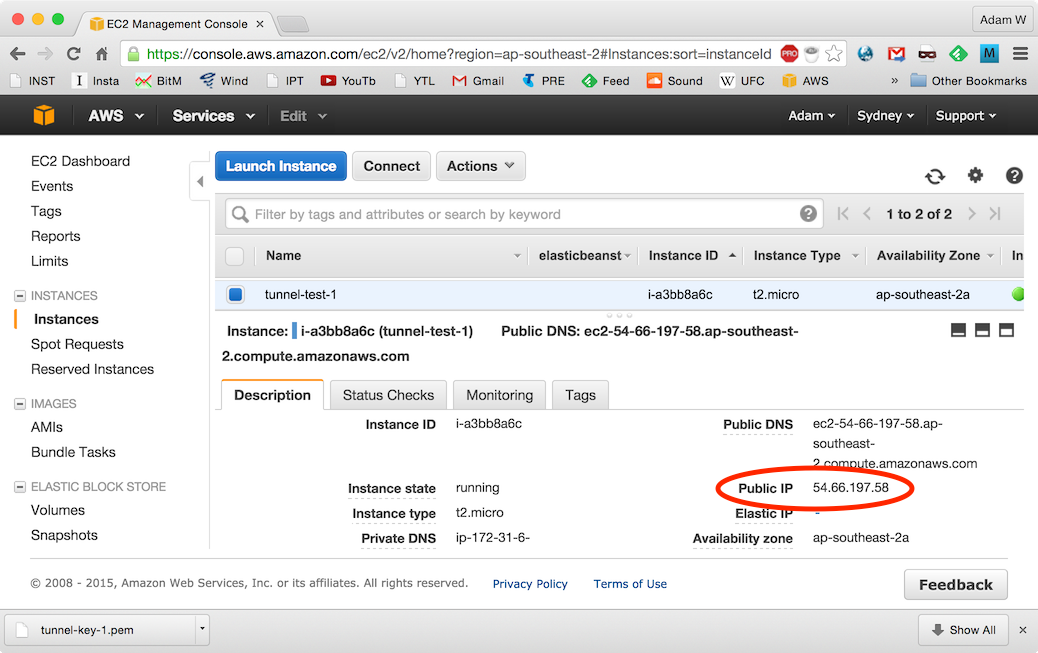 EC2 Management Console
Adam W
https://console.aws.amazon.com/ec2/v2/home?region=ap-southeast-2#Instances:sort=instanceId
PRO
M
INST
Insta
BitM
Wind
IPT
YouTb
YTL
Gmail
PRE
Feed
Sound
UFC
AWS
» Other Bookmarks
AWS Services Edit Adam Sydney Support
EC2 Dashboard
Events
Tags
Reports
Limits
INSTANCES
Instances
Spot Requests
Reserved Instances
IMAGES
AMIs
Bundle Tasks
ELASTIC BLOCK STORE
Volumes
Snapshots
Launch Instance Connect Actions
Filter by tags and attributes or search by keyword
1 to 2 of 2
Name elasticbeanst Instance ID Instance Type Availability Zone In
tunnel-test-1 i-a3bb8a6c t2.micro ap-southeast-2a
Instance: i-a3bb8a6c (tunnel-test-1) Public DNS: ec2-54-66-197-58.ap-southeast-
2.compute.amazonaws.com
Description Status Checks Monitoring Tags
Instance ID i-a3bb8a6c
Instance state running
Instance type t2.micro
Private DNS ip-172-31-6-
Public DNS ec2-54-66-197-58.ap-
southeast-
2.compute.amazonaws.com
Public IP 54.66.197.58
Elastic IP -
Availability zone ap-southeast-2a
© 2008 - 2015, Amazon Web Services, Inc. or its affiliates. All rights reserved. Privacy Policy Terms of Use
Feedback
tunnel-key-1.pem
Show All